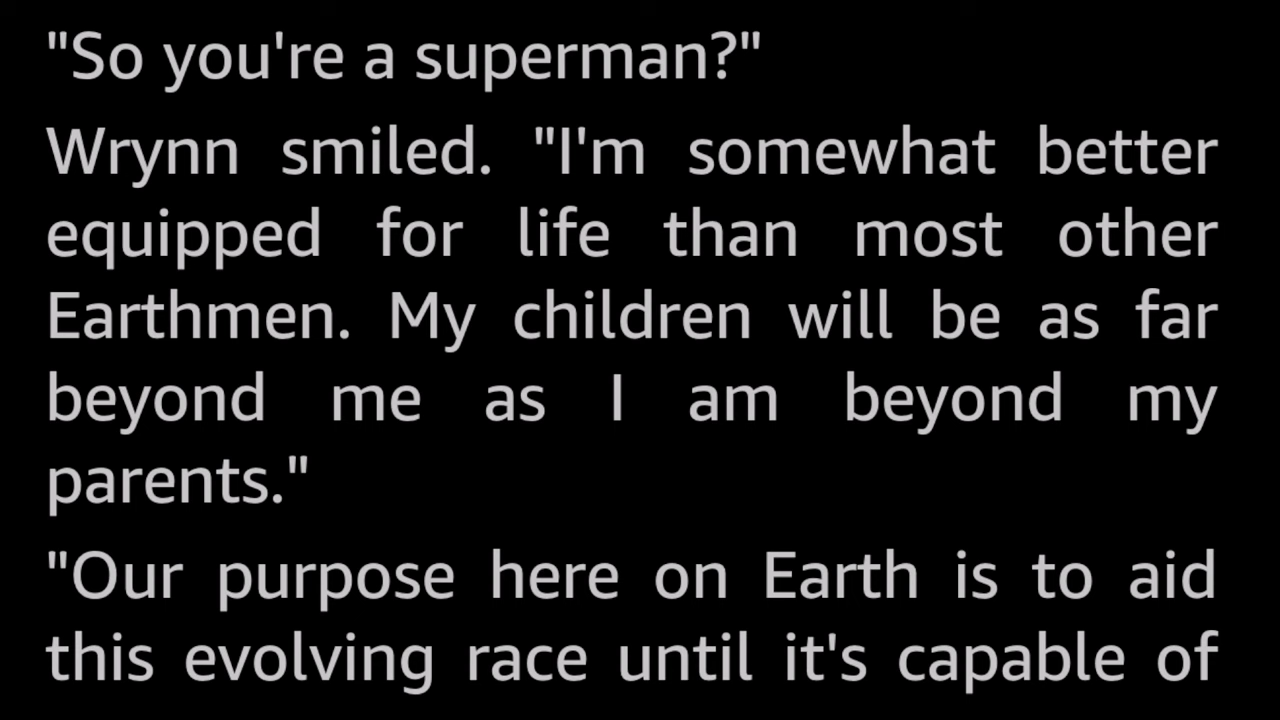 "So you're a superman?"
Wrynn smiled. "I'm somewhat better
equipped for life than most other
Earthmen. My children will be as far
beyond me as I am beyond my
parents."
"Our purpose here on Earth is to aid
this evolving race until it's capable of